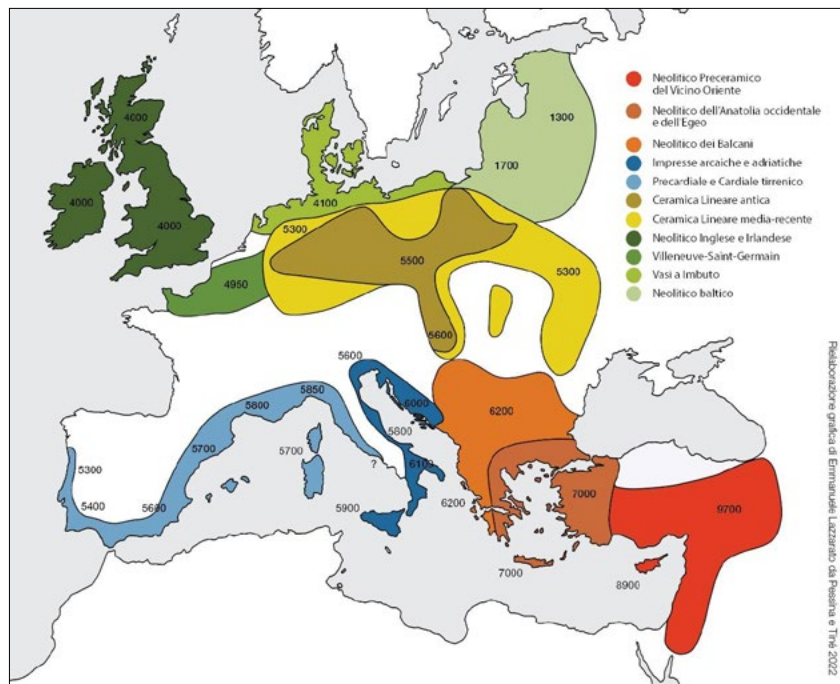 Neolitico Preceramico
del Vicino Oriente
Neolitico dell'Anatolia occidentale
e dell'Egeo
Neolitico dei Balcani
Impresse arcaiche e adriatiche
Precardiale e Cardiale tirrenico
Ceramica Lineare antica
Ceramica Lineare media-recente
Neolitico Inglese e Irlandese
Villeneuve-Saint-Germain
Vasi a Imbuto
Neolitico baltico
4000
1300
1700
4000
4000
4100
5300
5500
5300
4950
5600
5600
5850
6000
5800
6200
5800
5700
5700
?
6100
5300
5400
5600
5900
6200
7000
9700
7000
8900
Rielaborazione grafica di Emmanuele Lazzarato da Pessina e Tiné 2022